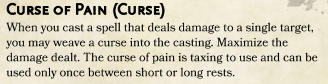 CURSE OF PAIN (CURSE)
When you cast a spell that deals damage to a single target,
you may weave a curse into the casting. Maximize the
damage dealt. The curse of pain is taxing to use and can be
used only once between short or long rests.